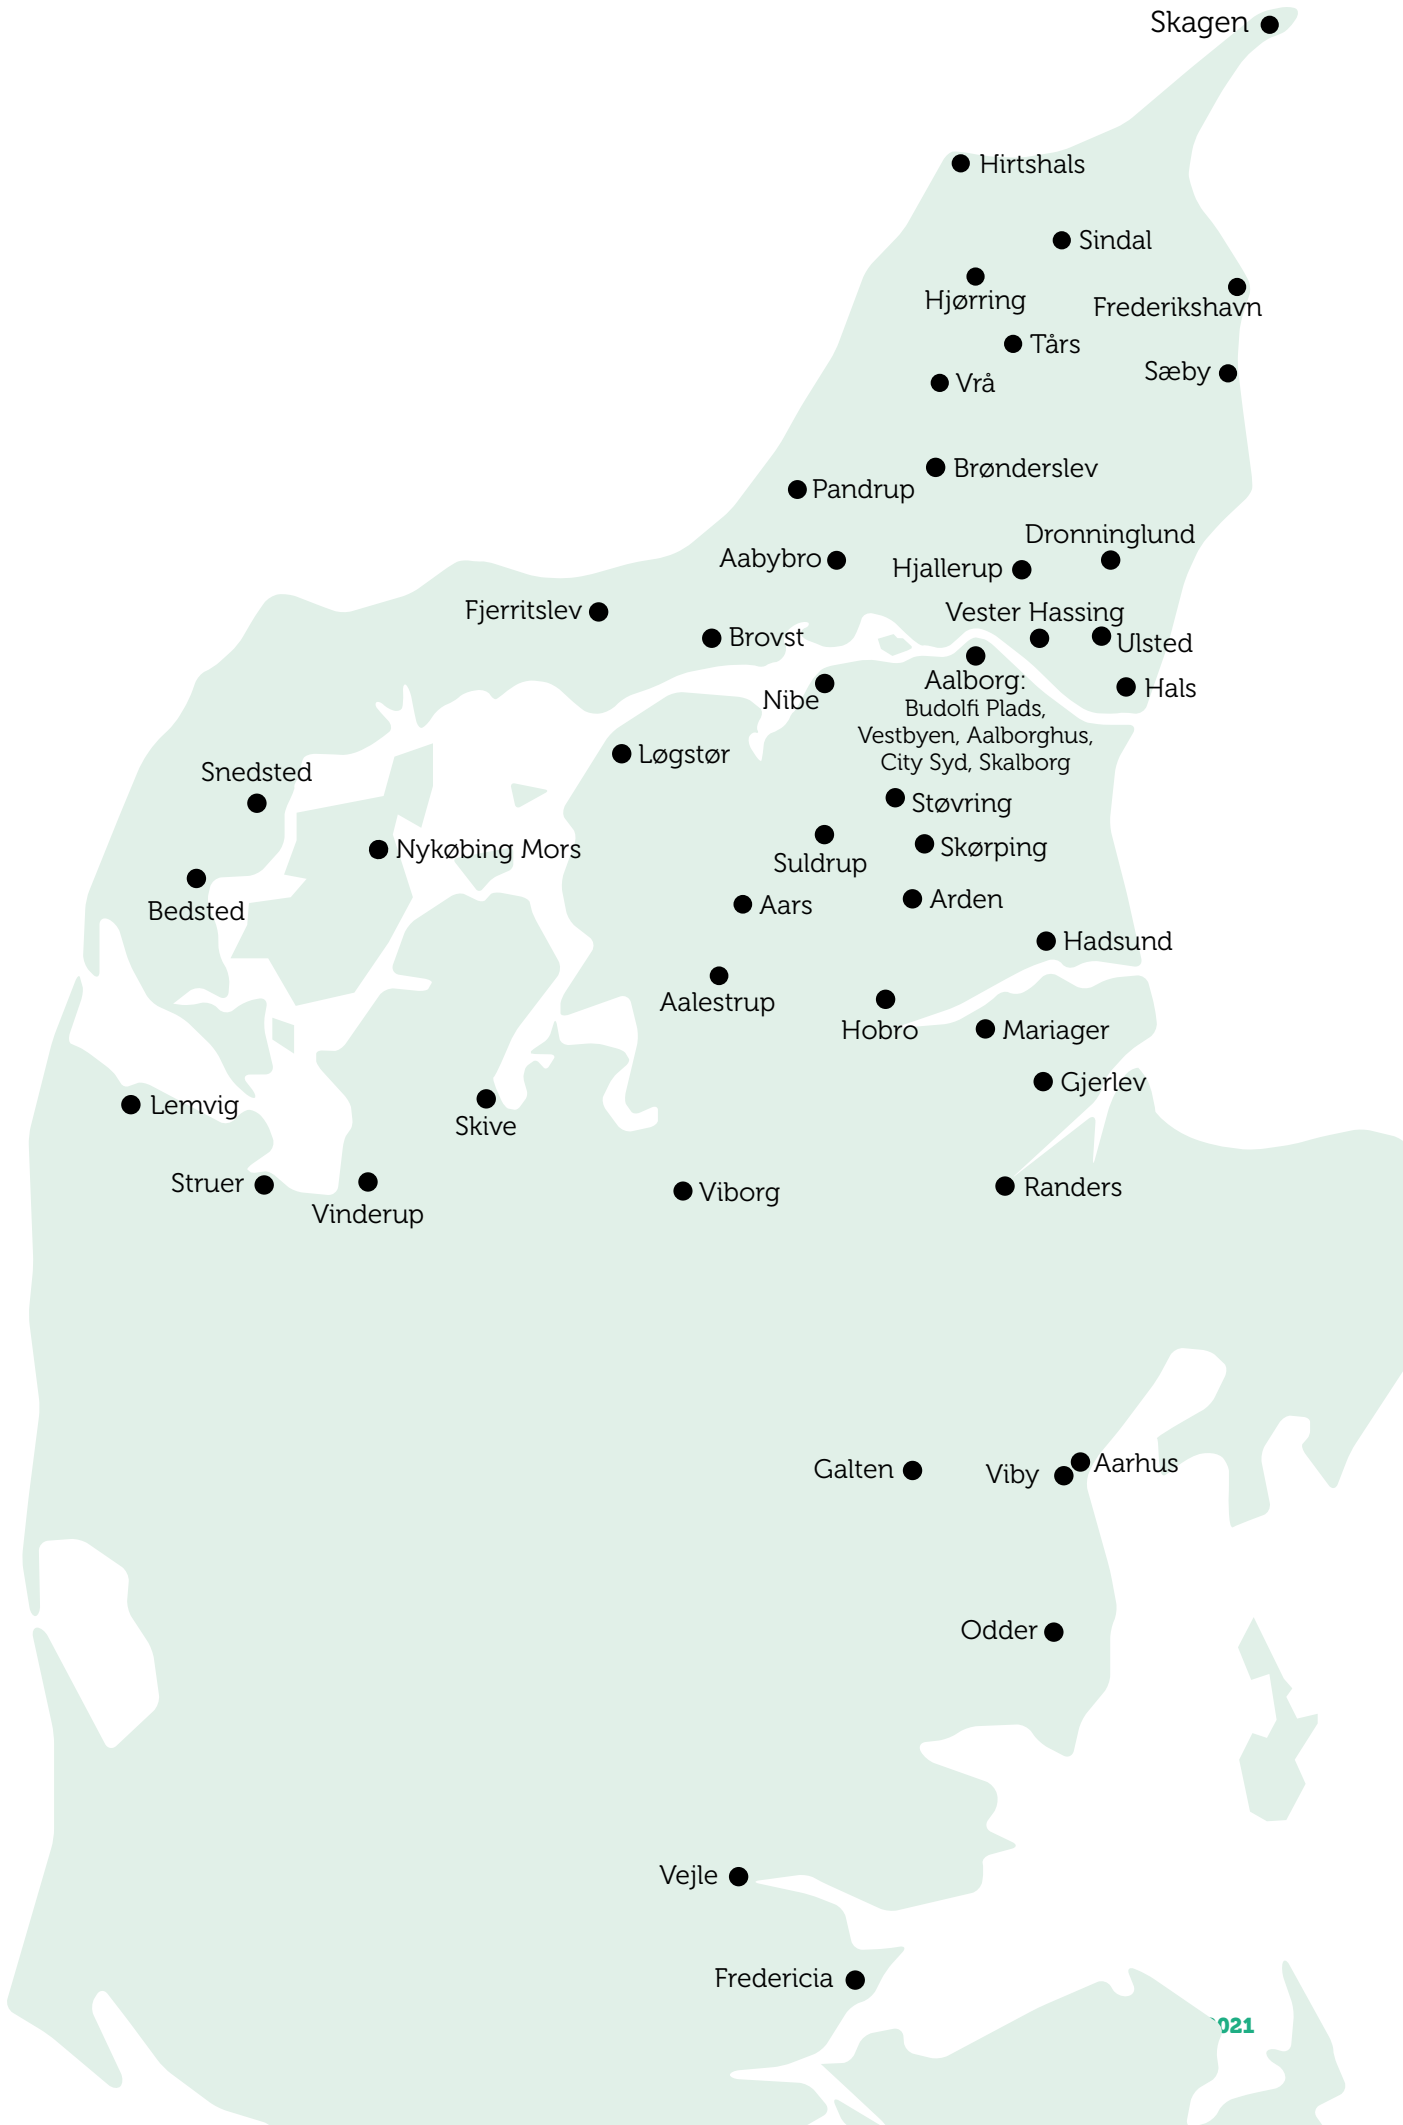 Skagen
Hirtshals
Sindal
Hjørring
Frederikshavn
Tårs
Sæby
Vrå
Brønderslev
Pandrup
Dronninglund
Aabybro
Hjallerup
Fjerritslev
Vester Hassing
Brovst
Ulsted
Aalborg:
Budolfi Plads,
Vestbyen, Aalborghus,
City Syd, Skalborg
Hals
Nibe
Løgstør
Snedsted
Støvring
Nykøbing Mors
Skørping
Suldrup
Bedsted
Aars
Arden
Hadsund
Aalestrup
Hobro
Mariager
Gjerlev
Lemvig
Skive
Struer
Vinderup
Viborg
Randers
Galten
Viby
Aarhus
Odder
Vejle
Fredericia
021